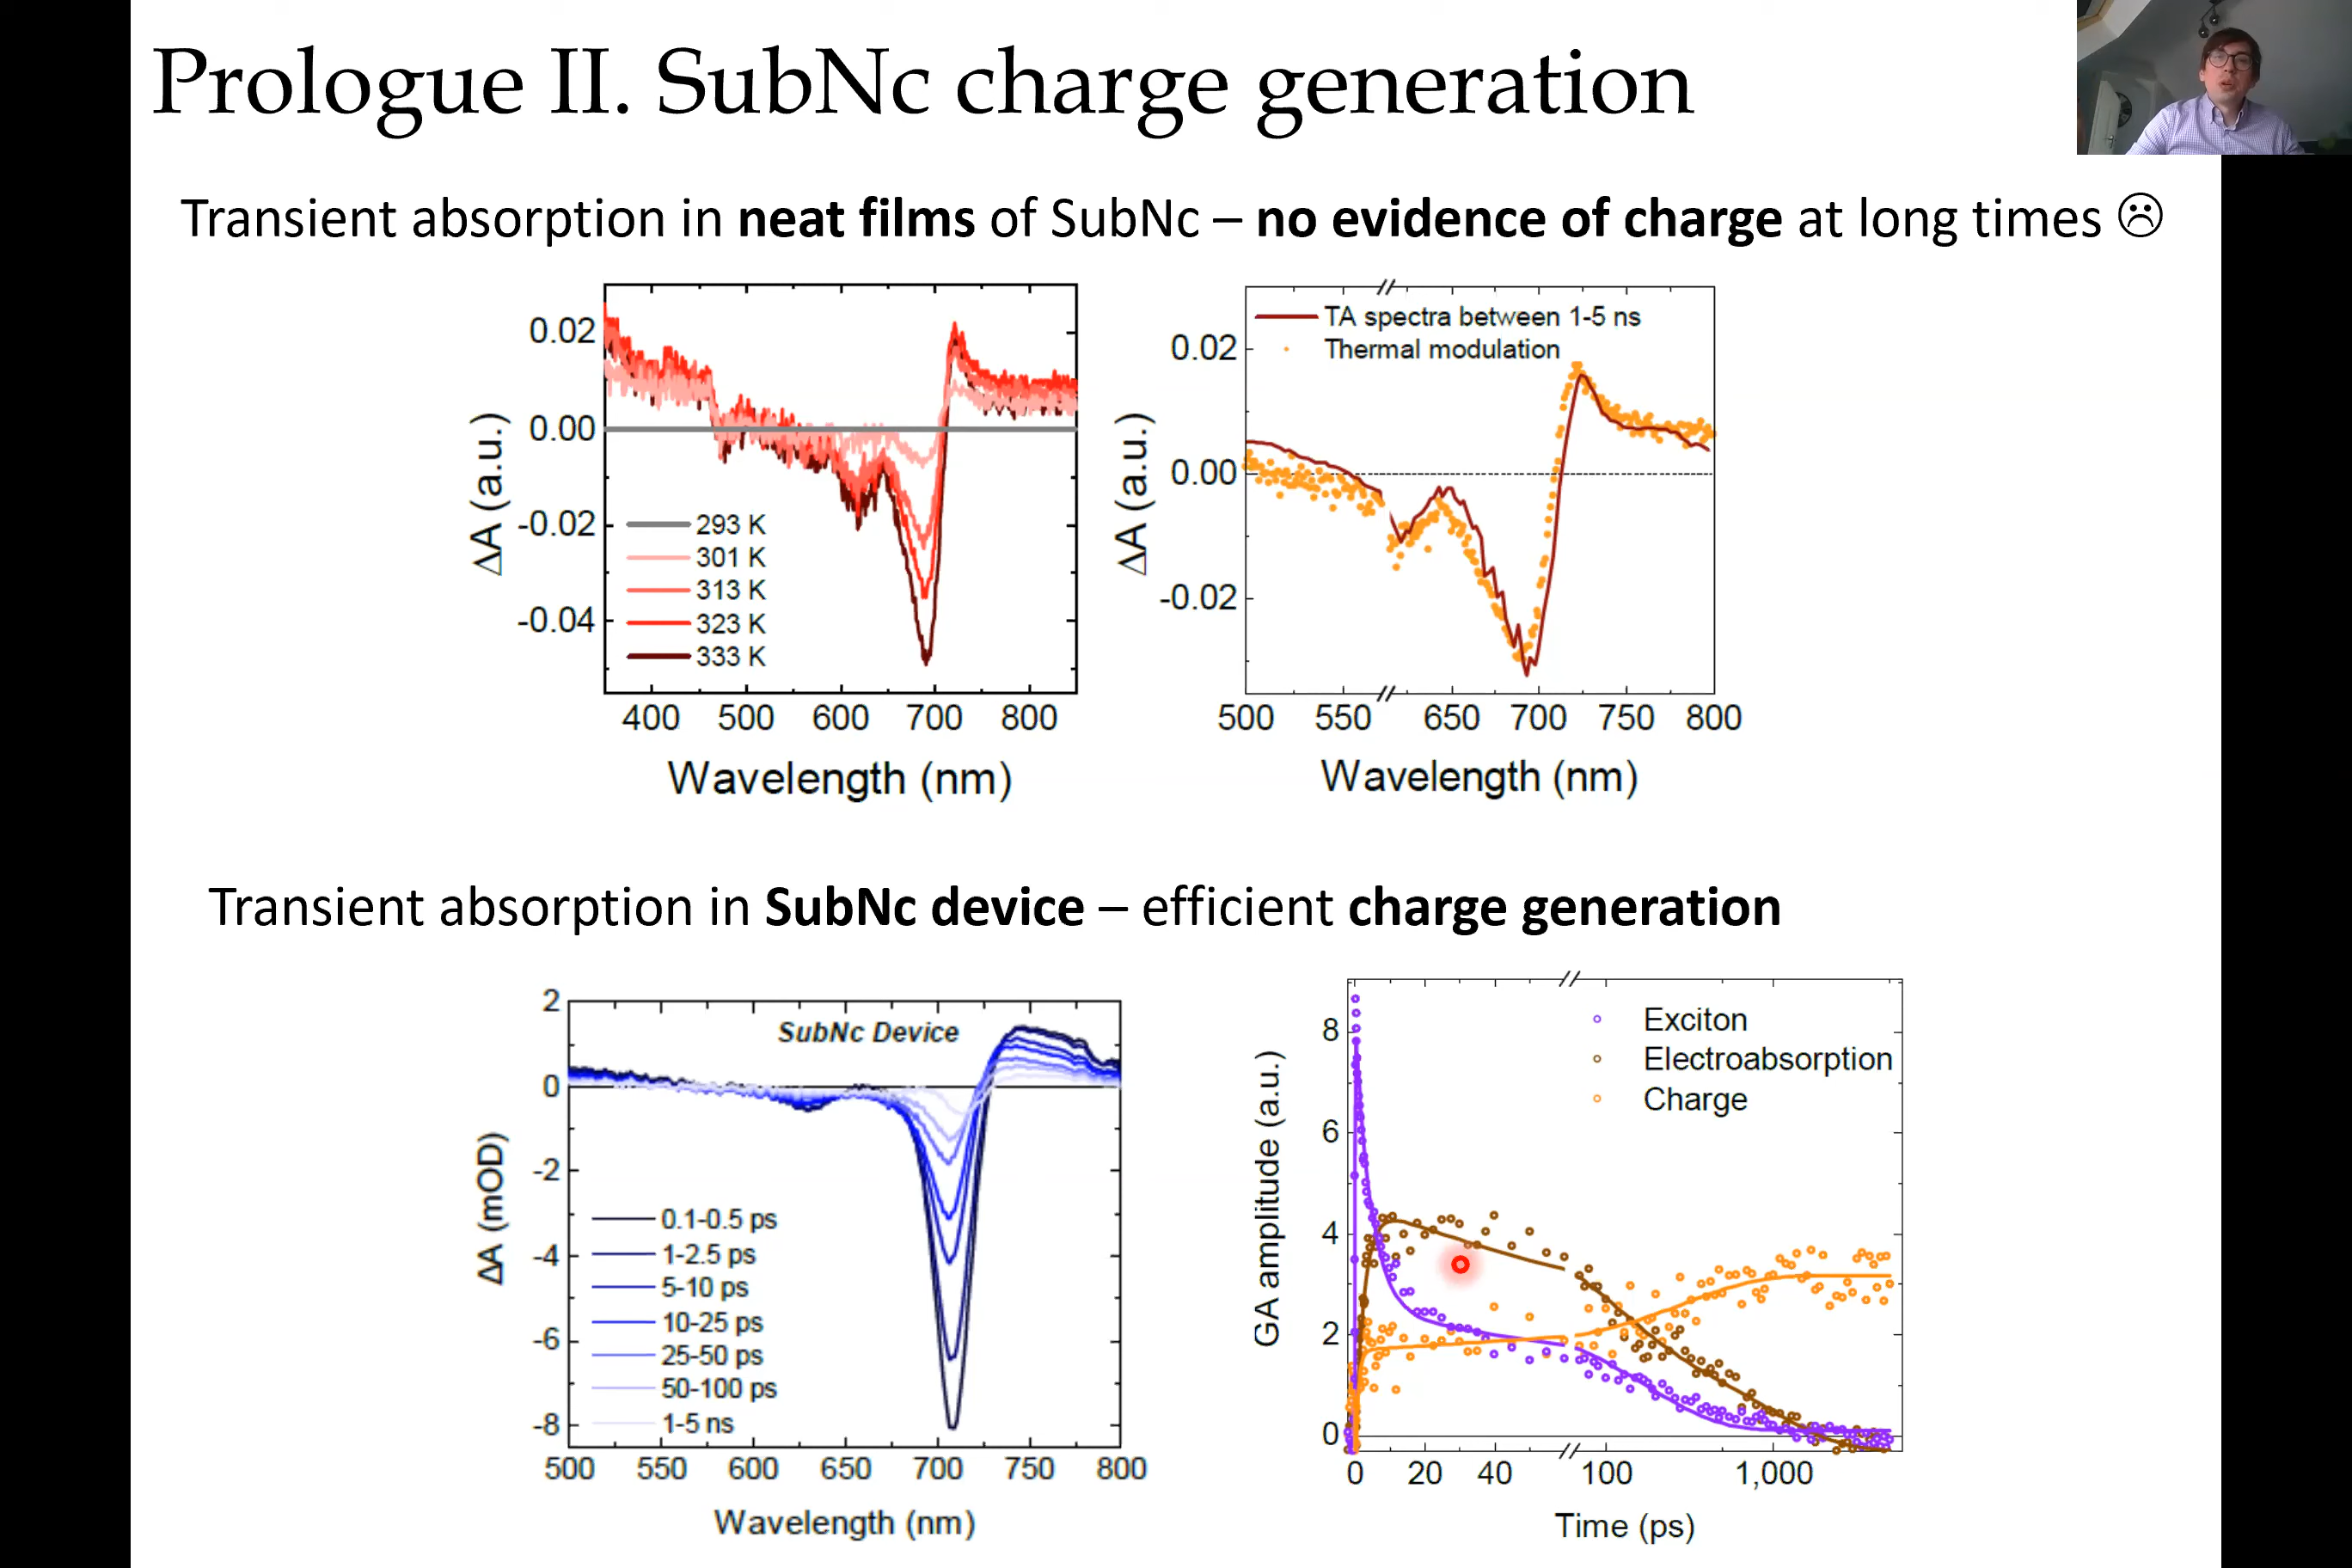 Prologue II. SubNc charge generation
Transient absorption in neat films of SubNc – no evidence of charge at long times ☹
0.02
0.00
-0.02
-0.04
ΔA (a.u.)
293 K
301 K
313 K
323 K
333 K
400 500 600 700 800
Wavelength (nm)
TA spectra between 1-5 ns
Thermal modulation
0.02
0.00
-0.02
ΔA (a.u.)
500 550 650 700 750 800
Wavelength (nm)
Transient absorption in SubNc device – efficient charge generation
2
0
-2
-4
-6
-8
ΔA (mOD)
SubNc Device
0.1-0.5 ps
1-2.5 ps
5-10 ps
10-25 ps
25-50 ps
50-100 ps
1-5 ns
500 550 600 650 700 750 800
Wavelength (nm)
8
6
4
2
0
GA amplitude (a.u.)
Exciton
Electroabsorption
Charge
0 20 40 100 1,000
Time (ps)